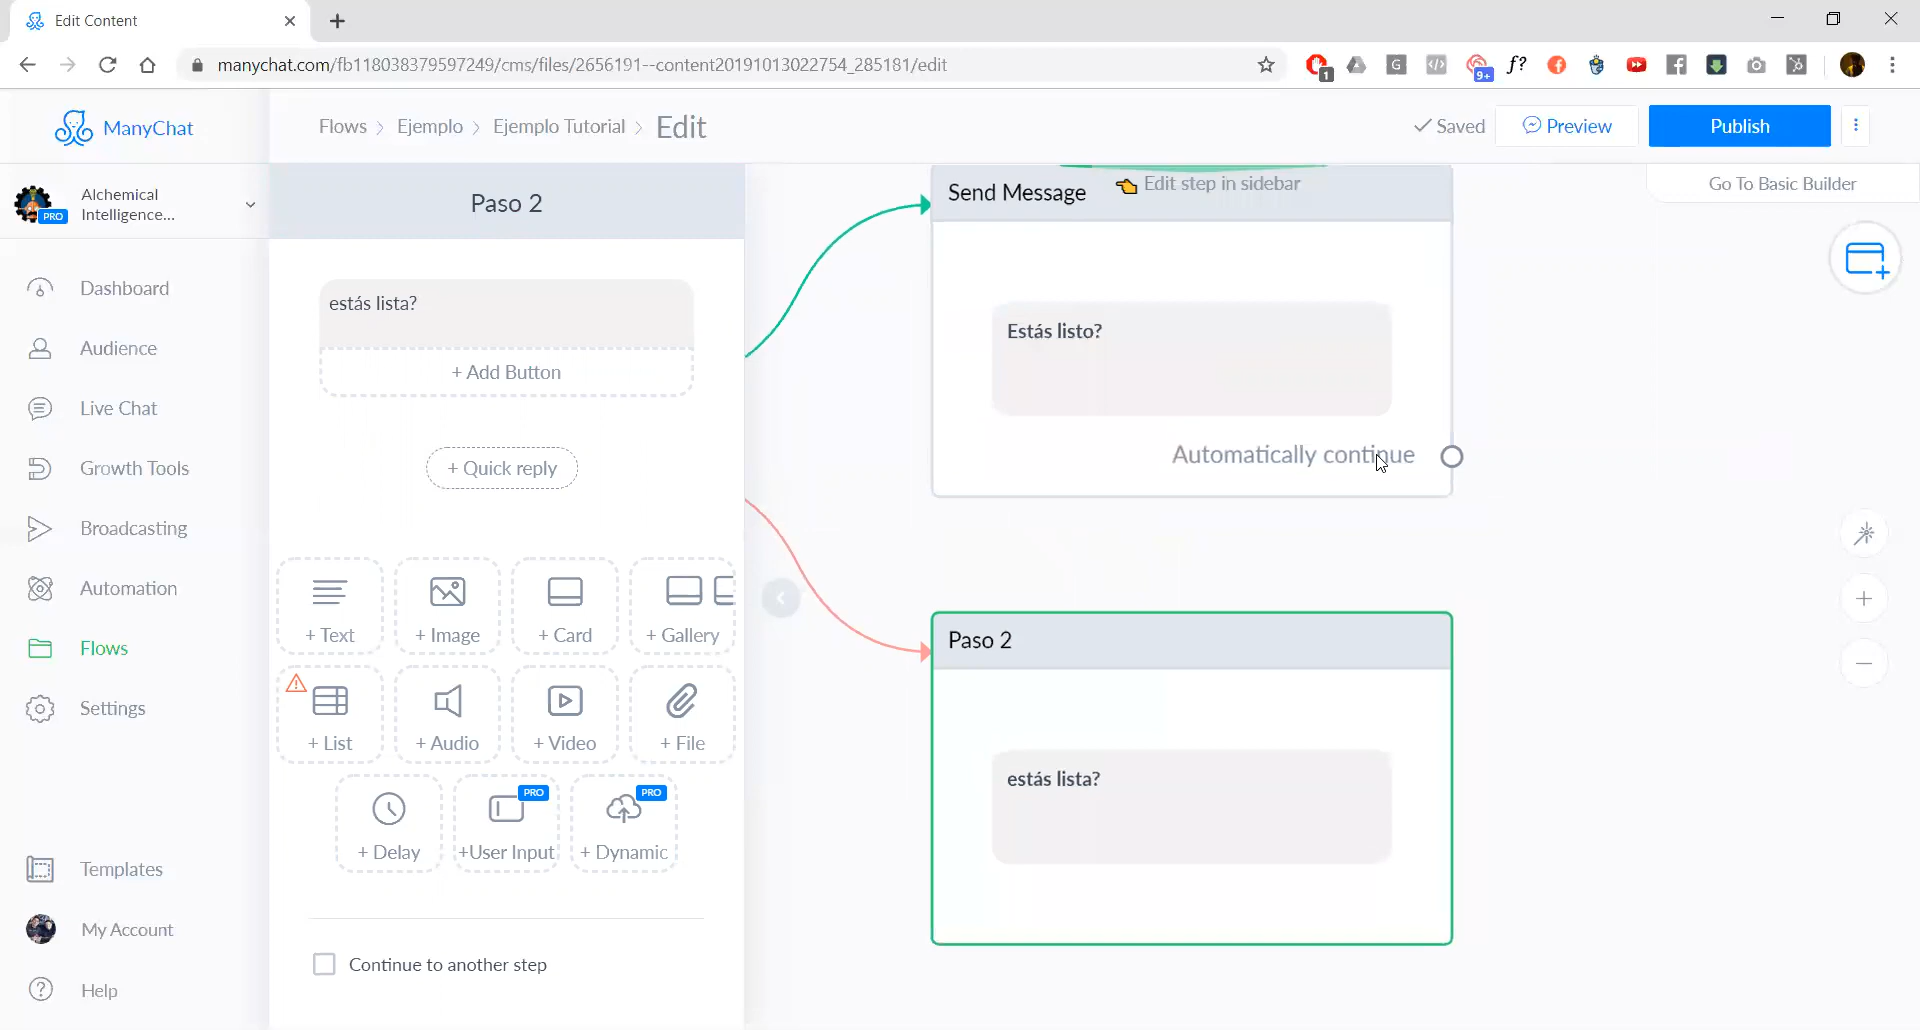 Edit Content
manychat.com/fb118038379597249/cms/files/2656191--content20191013022754_285181/edit
1
G
9+
f?
ManyChat
Flows > Ejemplo > Ejemplo Tutorial > Edit
Saved
Preview
Publish
Alchemical
Intelligence...
PRO
Dashboard
Audience
Live Chat
Growth Tools
Broadcasting
Automation
Flows
Settings
Templates
My Account
Help
Paso 2
estás lista?
+ Add Button
+ Quick reply
+ Text
+ Image
+ Card
+ Gallery
+ List
+ Audio
+ Video
+ File
+ Delay
PRO
+User Input
PRO
+ Dynamic
Continue to another step
Send Message
Edit step in sidebar
Estás listo?
Automatically continue
Paso 2
estás lista?
Go To Basic Builder